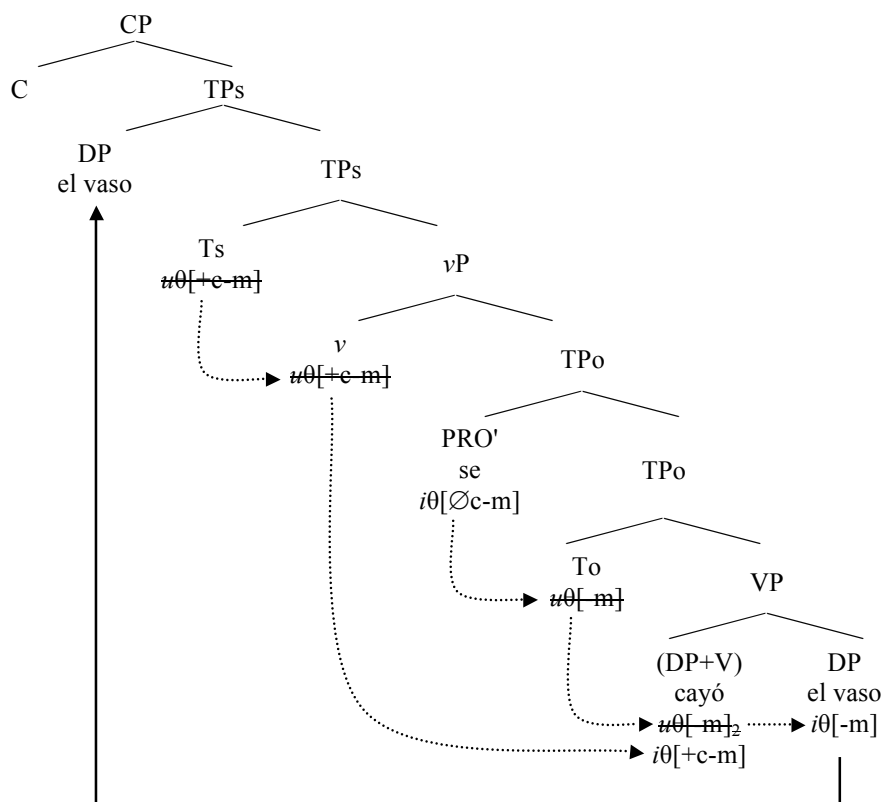 CP
C TPs
DP
el vaso
TPs
Ts
uθ[+c-m]
vP
v
uθ[+c-m]
TPo
PRO'
se
iθ[∅c-m]
TPo
To
uθ[-m]
VP
(DP+V) DP
cayó el vaso
uθ[-m]₂ iθ[-m]
iθ[+c-m]